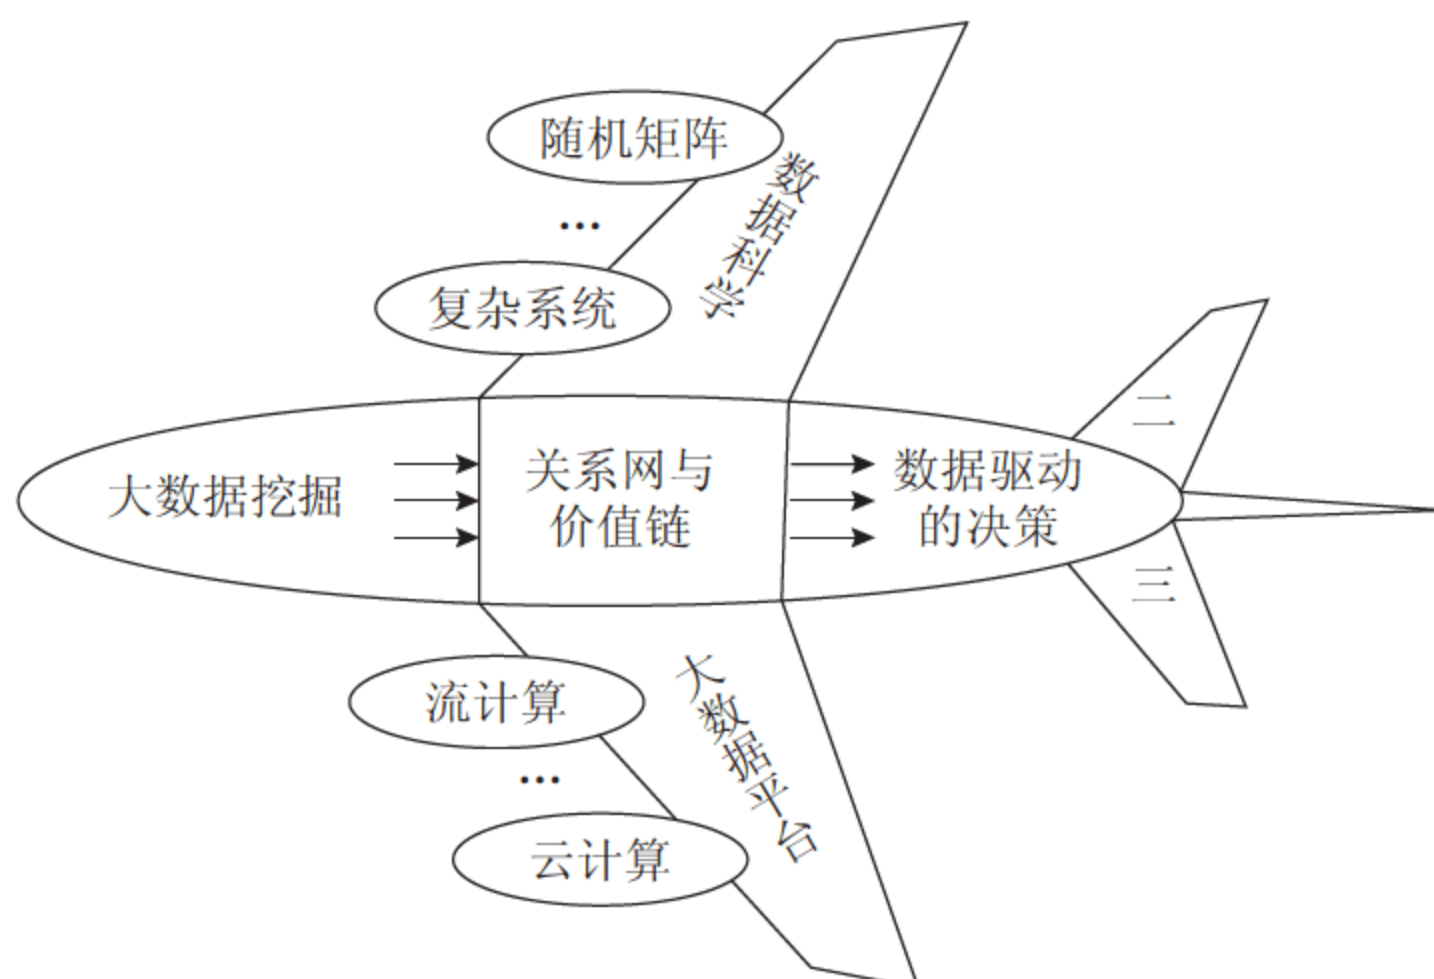 随机矩阵
数据科学
...
复杂系统
二
大数据挖掘
关系网与
价值链
数据驱动
的决策
三
流计算
大数据平台
...
云计算